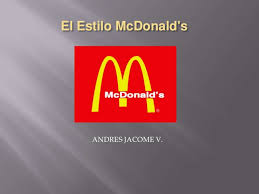 El Estilo McDonald's
McDonald's
®
ANDRES JACOME V.